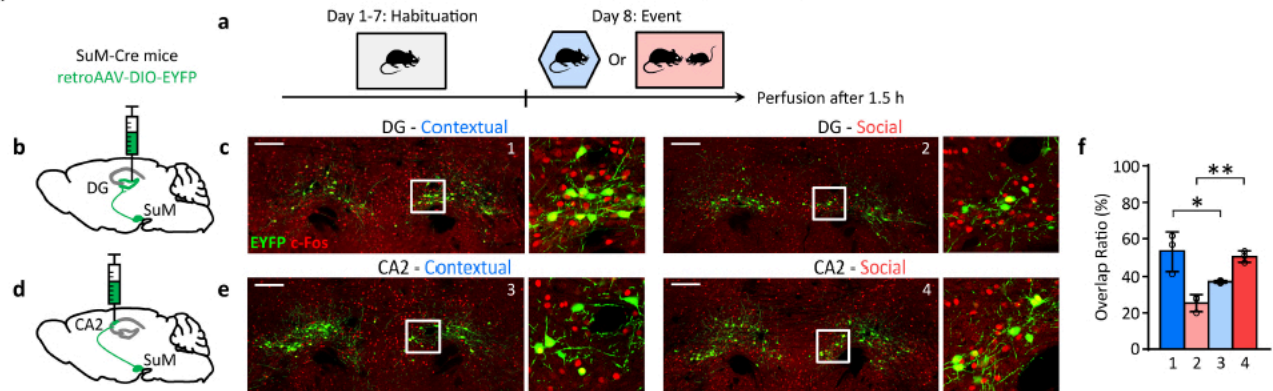 a
Day 1-7: Habituation
Day 8: Event
Or
Perfusion after 1.5 h
SuM-Cre mice
retroAAV-DIO-EYFP
b
DG
SuM
c
DG - Contextual
1
EYFP c-Fos
DG - Social
2
d
CA2
SuM
e
CA2 - Contextual
3
CA2 - Social
4
f
Overlap Ratio (%)
100
80
60
40
20
0
*
**
1 2 3 4